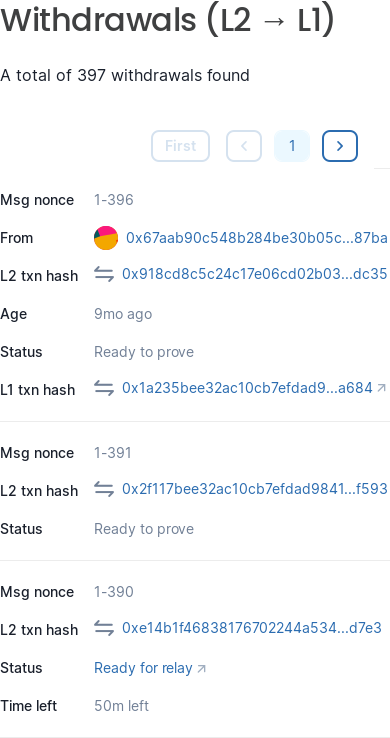 Withdrawals (L2 → L1)
A total of 397 withdrawals found
First 1
Msg nonce 1-396
From 0x67aab90c548b284be30b05c...87ba
L2 txn hash 0x918cd8c5c24c17e06cd02b03...dc35
Age 9mo ago
Status Ready to prove
L1 txn hash 0x1a235bee32ac10cb7efdad9...a684
Msg nonce 1-391
L2 txn hash 0x2f117bee32ac10cb7efdad9841...f593
Status Ready to prove
Msg nonce 1-390
L2 txn hash 0xe14b1f46838176702244a534...d7e3
Status Ready for relay
Time left 50m left